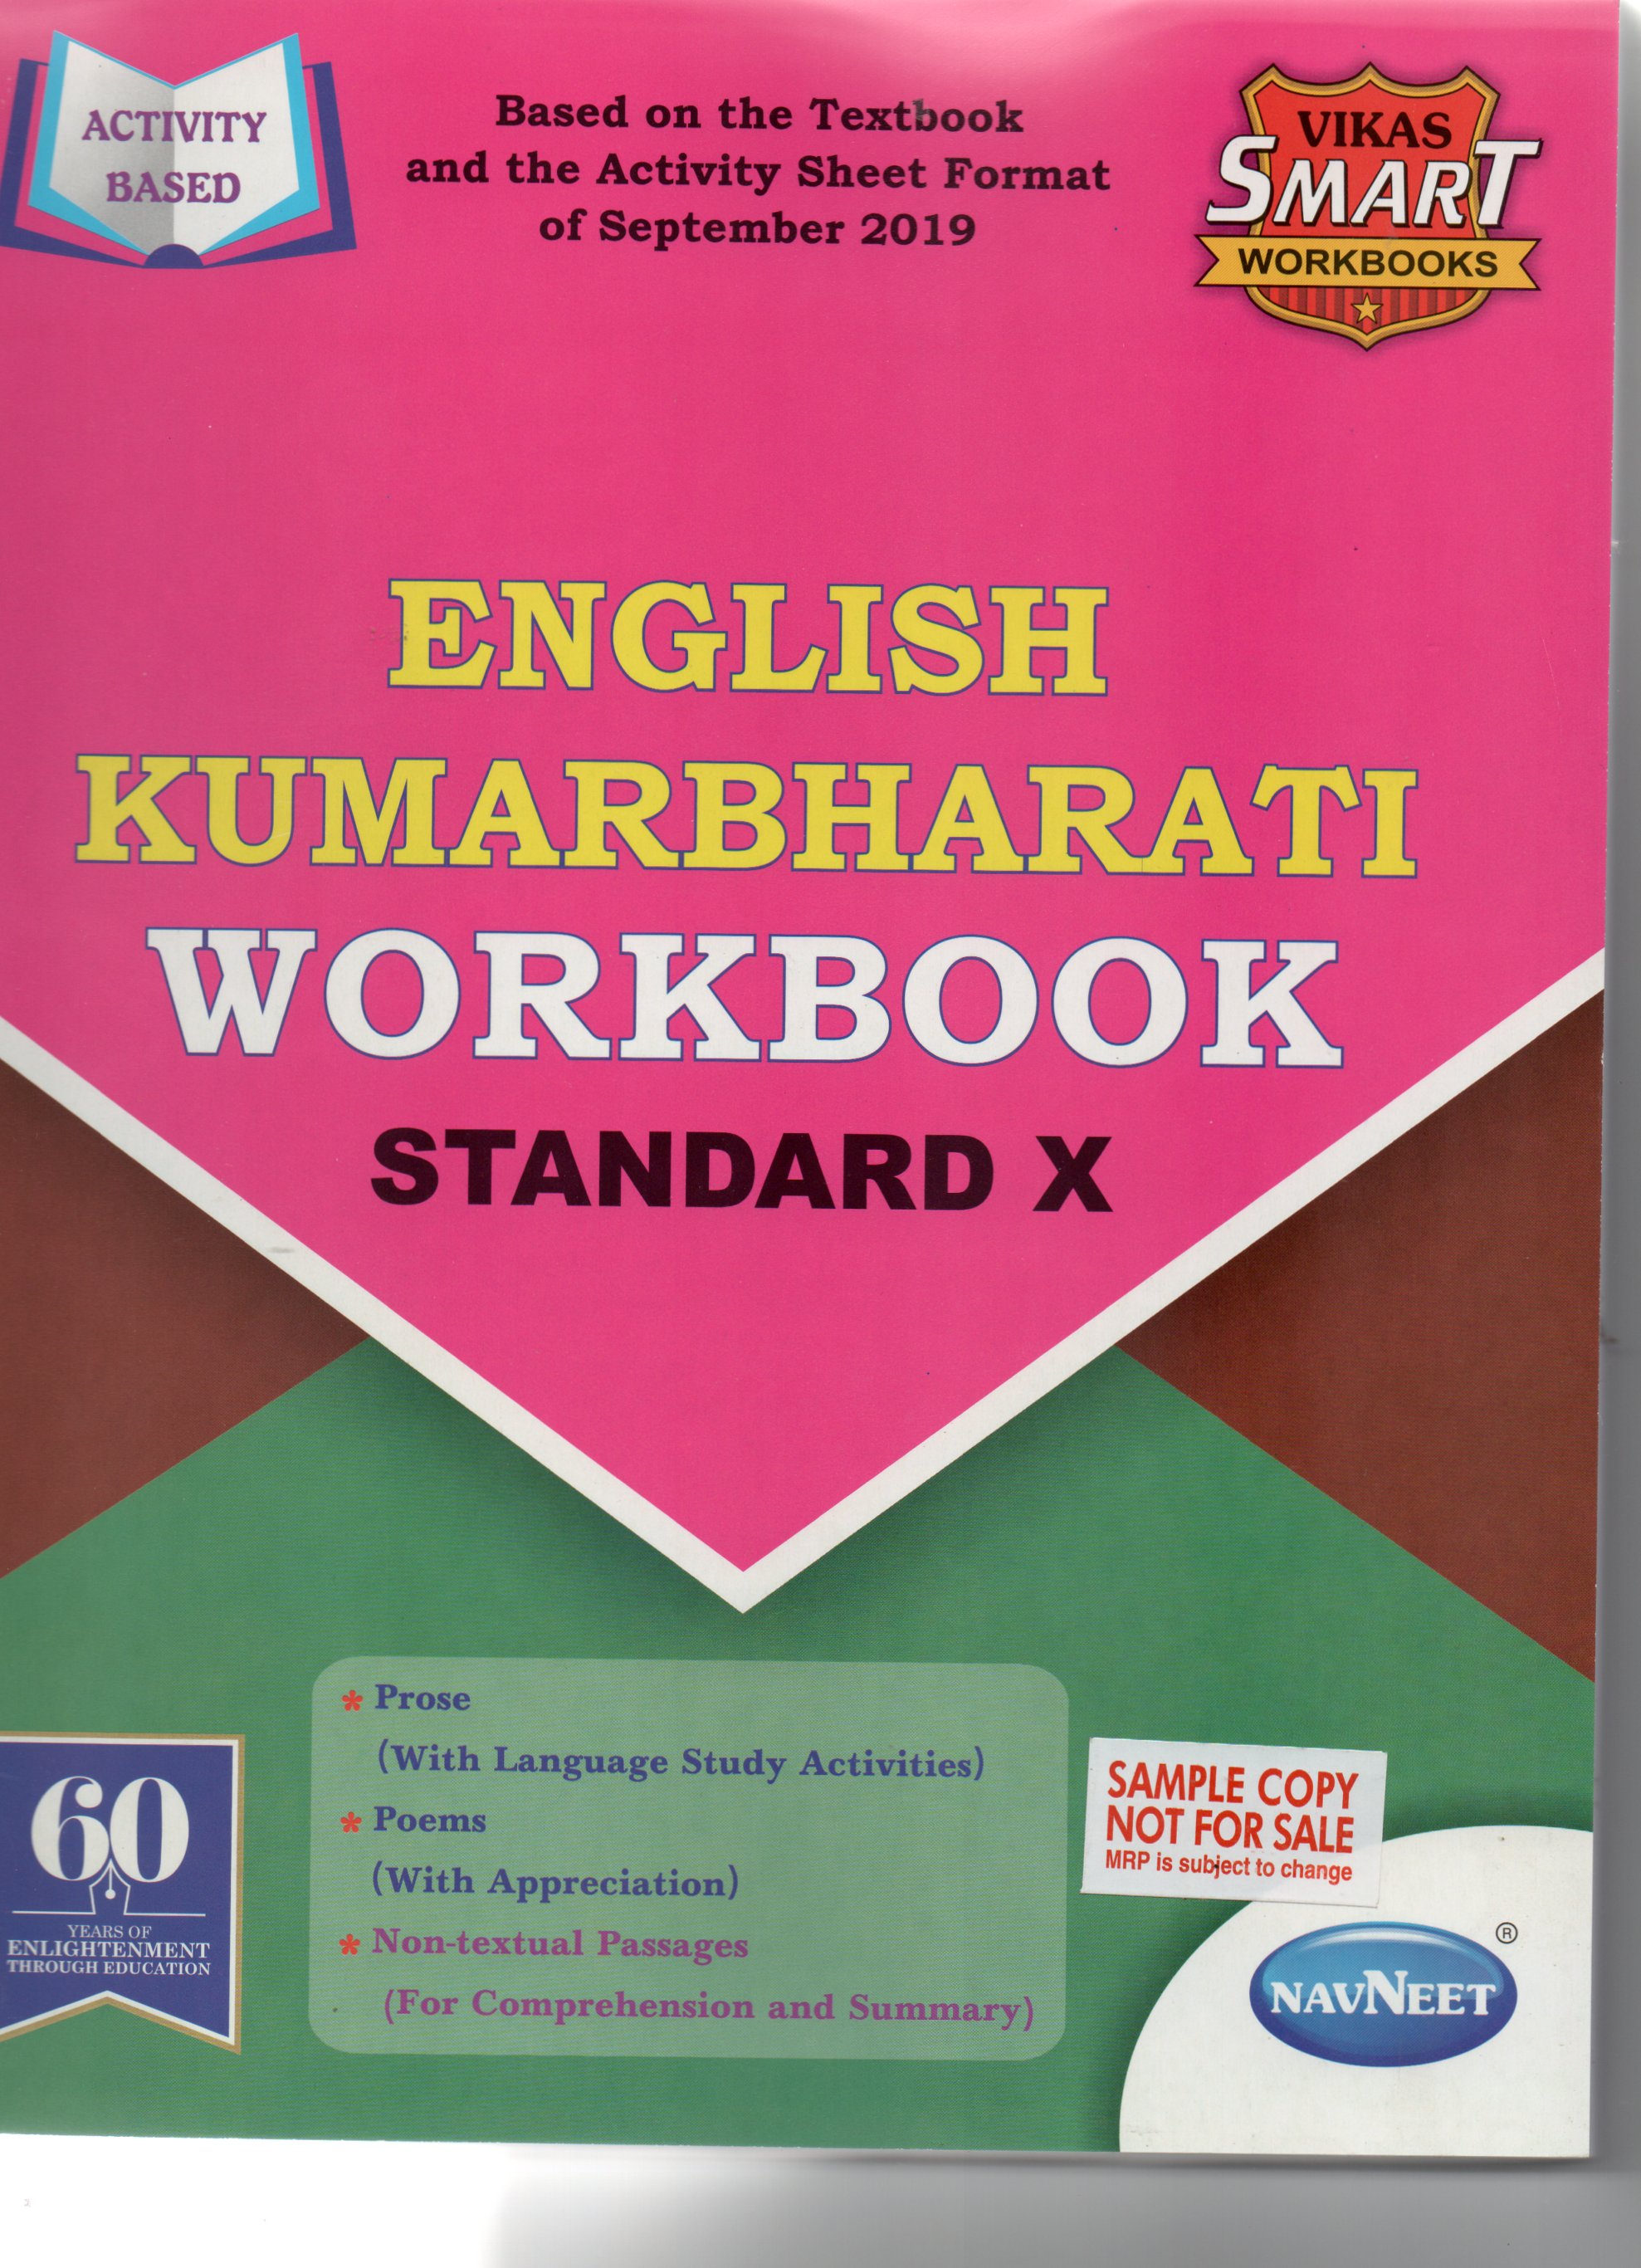 ACTIVITY
BASED
Based on the Textbook
and the Activity Sheet Format
of September 2019
VIKAS
SMART
WORKBOOKS
ENGLISH
KUMARBHARATI
WORKBOOK
STANDARD X
* Prose
(With Language Study Activities)
* Poems
(With Appreciation)
* Non-textual Passages
(For Comprehension and Summary)
60
YEARS OF
ENLIGHTENMENT
THROUGH EDUCATION
SAMPLE COPY
NOT FOR SALE
MRP is subject to change
NAVNEET ®